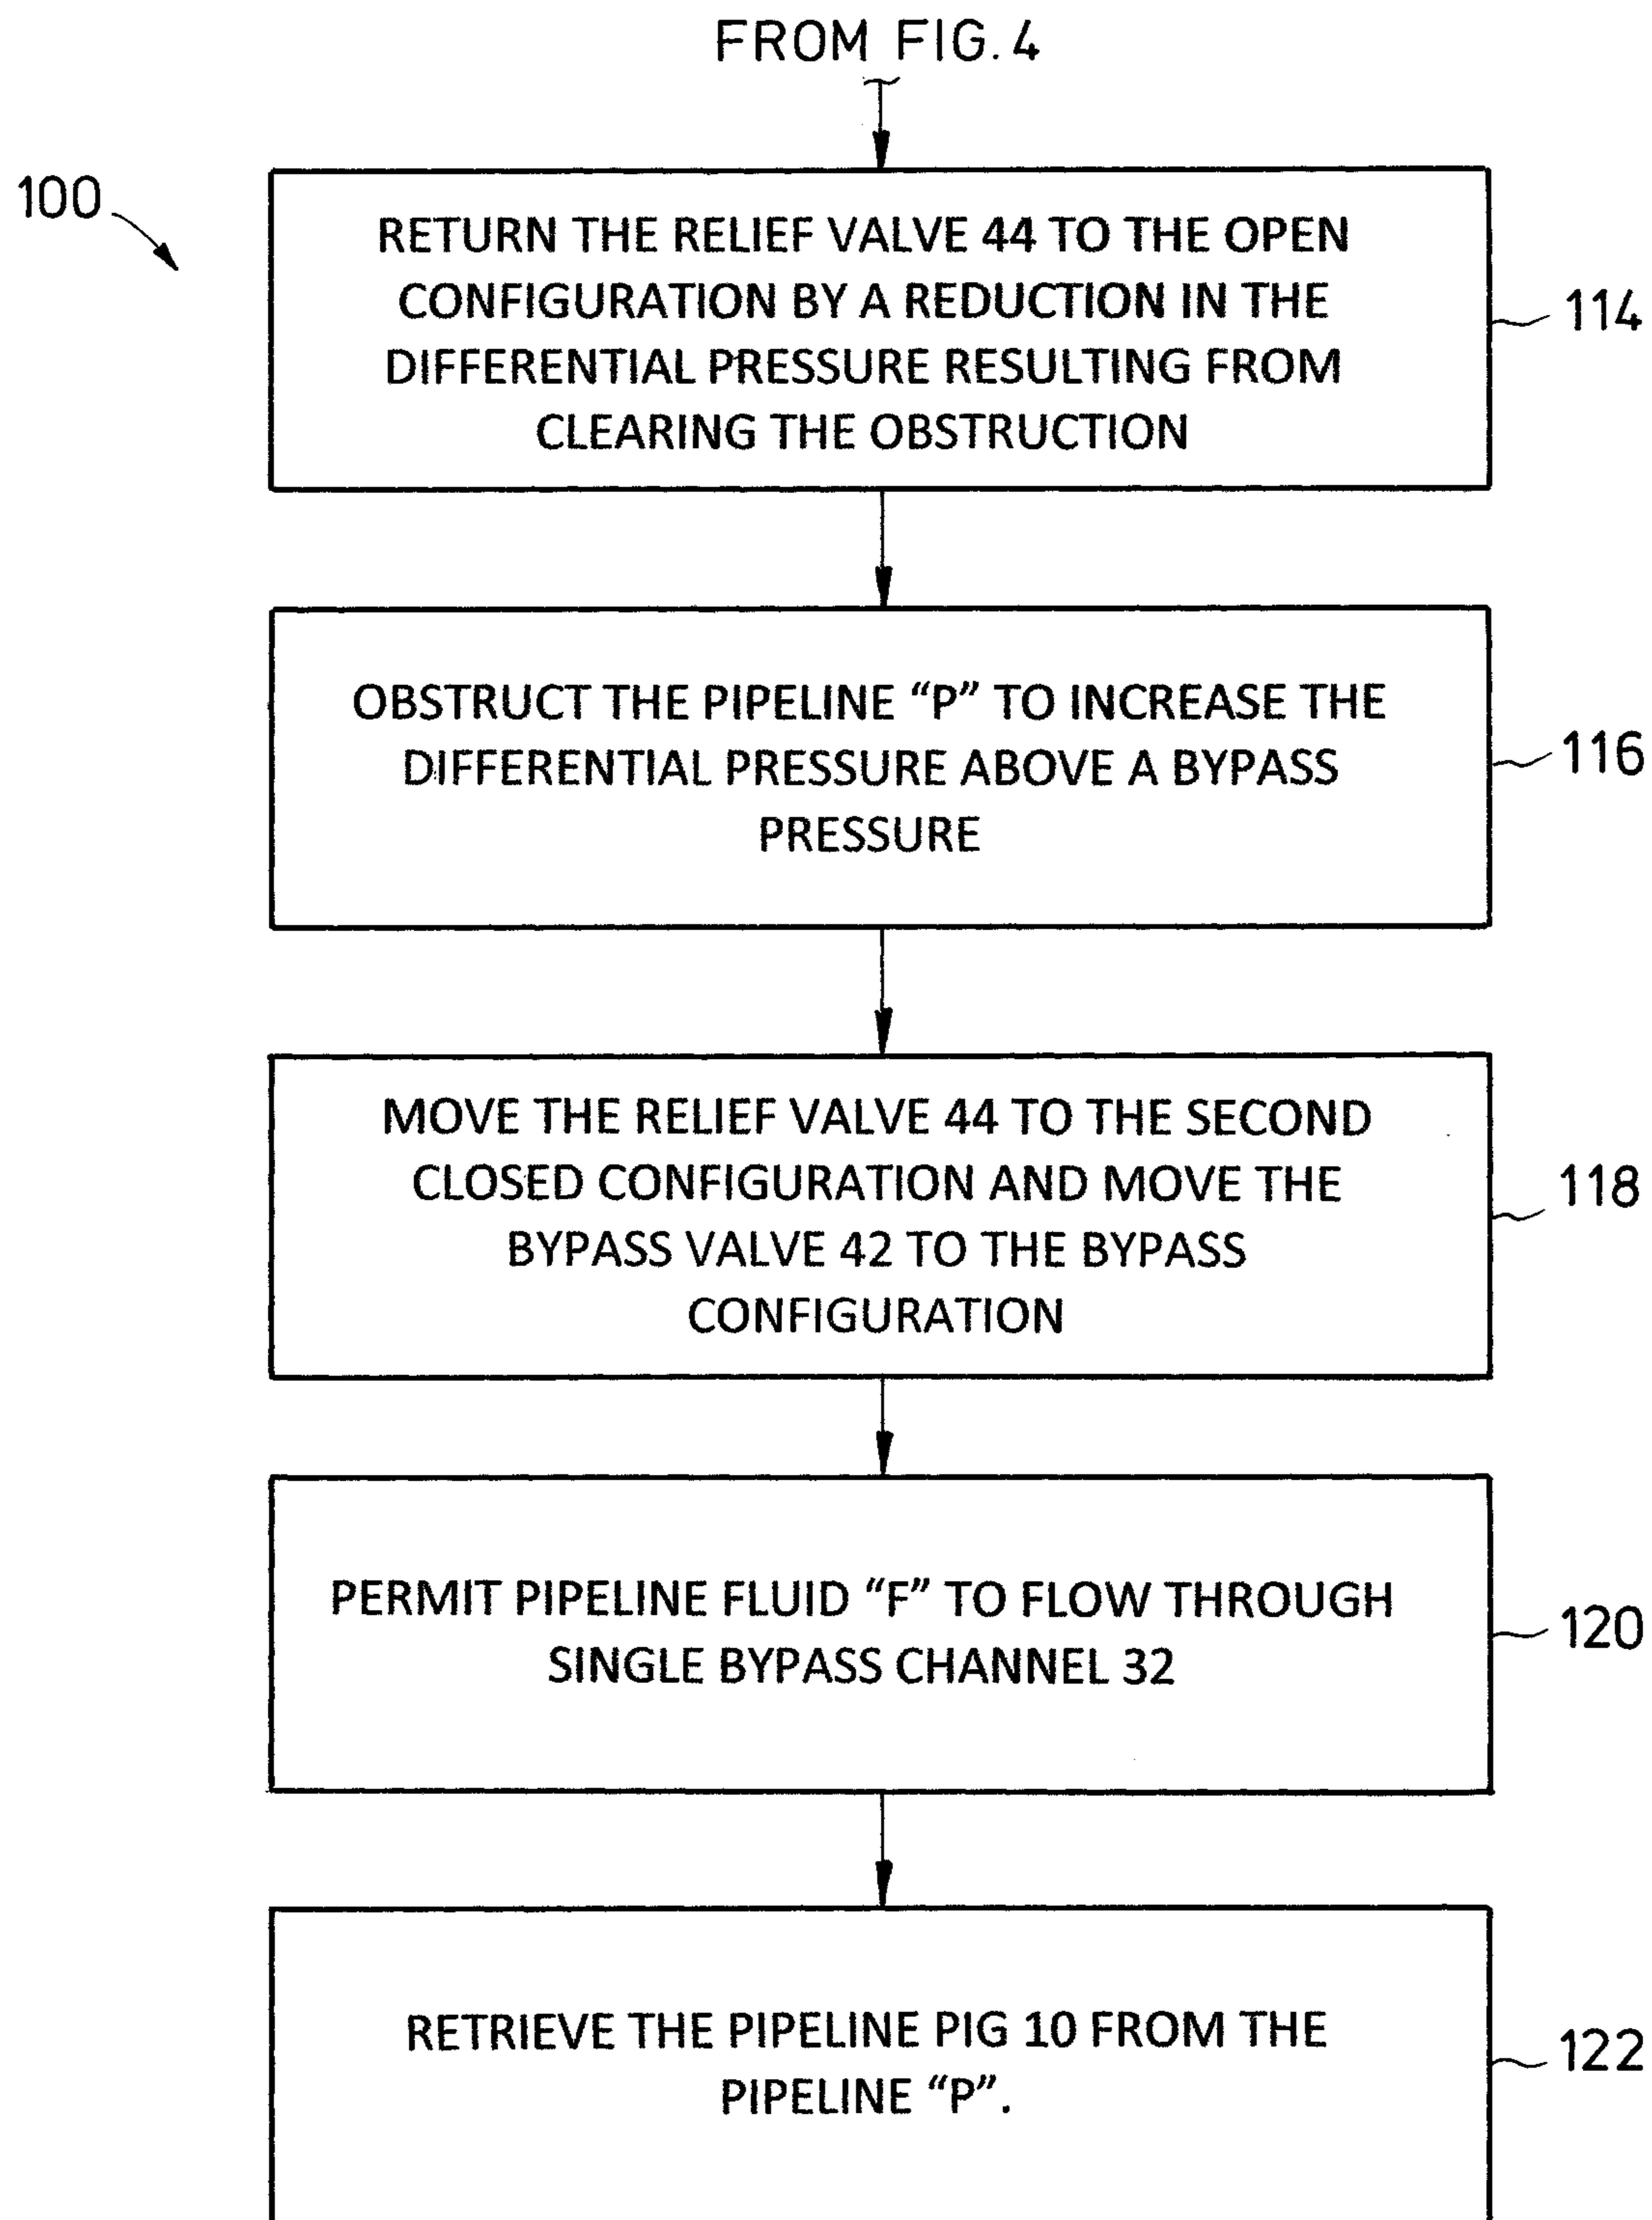 FROM FIG. 4
100
RETURN THE RELIEF VALVE 44 TO THE OPEN
CONFIGURATION BY A REDUCTION IN THE
DIFFERENTIAL PRESSURE RESULTING FROM
CLEARING THE OBSTRUCTION
114
OBSTRUCT THE PIPELINE “P” TO INCREASE THE
DIFFERENTIAL PRESSURE ABOVE A BYPASS
PRESSURE
116
MOVE THE RELIEF VALVE 44 TO THE SECOND
CLOSED CONFIGURATION AND MOVE THE
BYPASS VALVE 42 TO THE BYPASS
CONFIGURATION
118
PERMIT PIPELINE FLUID “F” TO FLOW THROUGH
SINGLE BYPASS CHANNEL 32
120
RETRIEVE THE PIPELINE PIG 10 FROM THE
PIPELINE “P”.
122